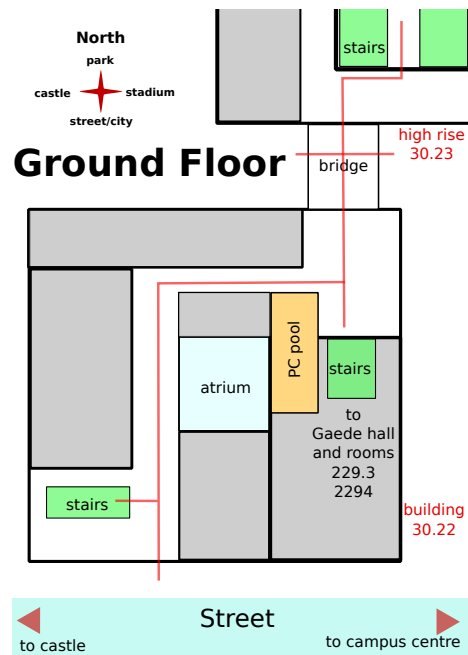 North
park
castle
stadium
street/city
stairs
high rise
30.23
Ground Floor
bridge
PC pool
atrium
stairs
to
Gaede hall
and rooms
229.3
2294
stairs
building
30.22
Street
to castle
to campus centre